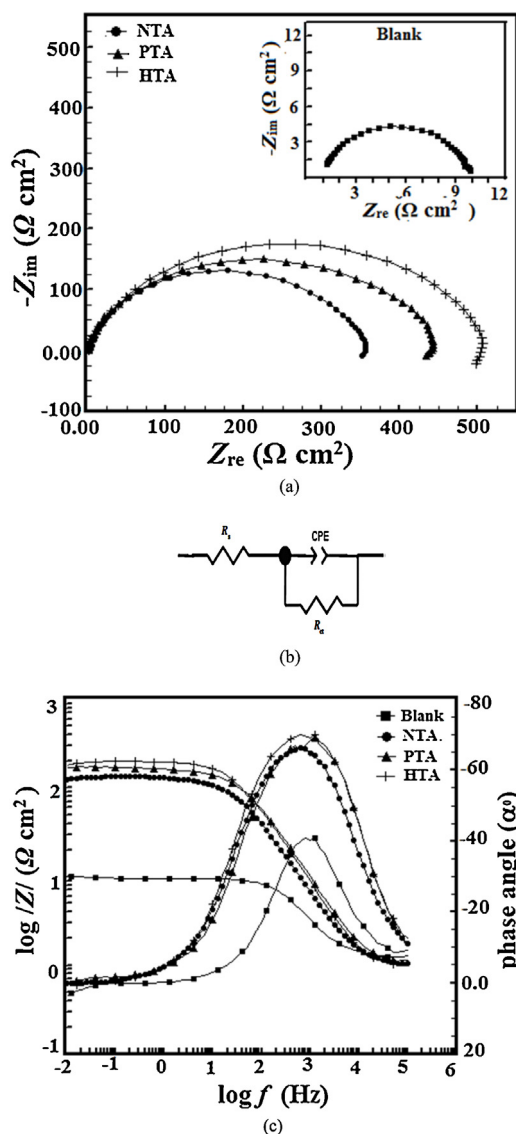 NTA
PTA
HTA
Blank
-Zim (Ω cm2)
12
9
6
3
3
6
9
12
Zre (Ω cm2)
-Zim (Ω cm2)
500
400
300
200
100
0.00
-100
0.00
100
200
300
400
500
Zre (Ω cm2)
(a)
Rs
CPE
Rct
(b)
log /Z/ (Ω cm2)
3
2
1
0
-1
Blank
NTA.
PTA
HTA
-80
-60
-40
-20
0.0
20
phase angle (α0)
-2
-1
0
1
2
3
4
5
6
log f (Hz)
(c)